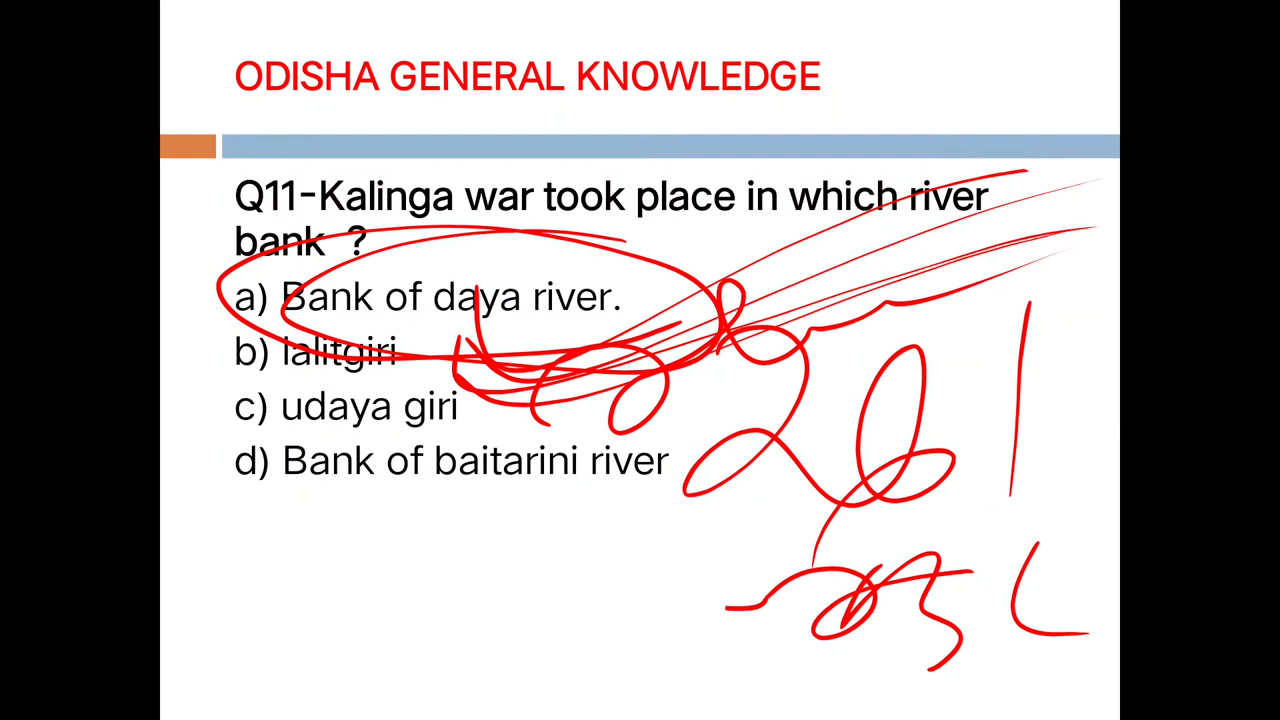 ODISHA GENERAL KNOWLEDGE
Q11-Kalinga war took place in which river
bank ?
a) Bank of daya river.
b) lalitgiri
c) udaya giri
d) Bank of baitarini river
261